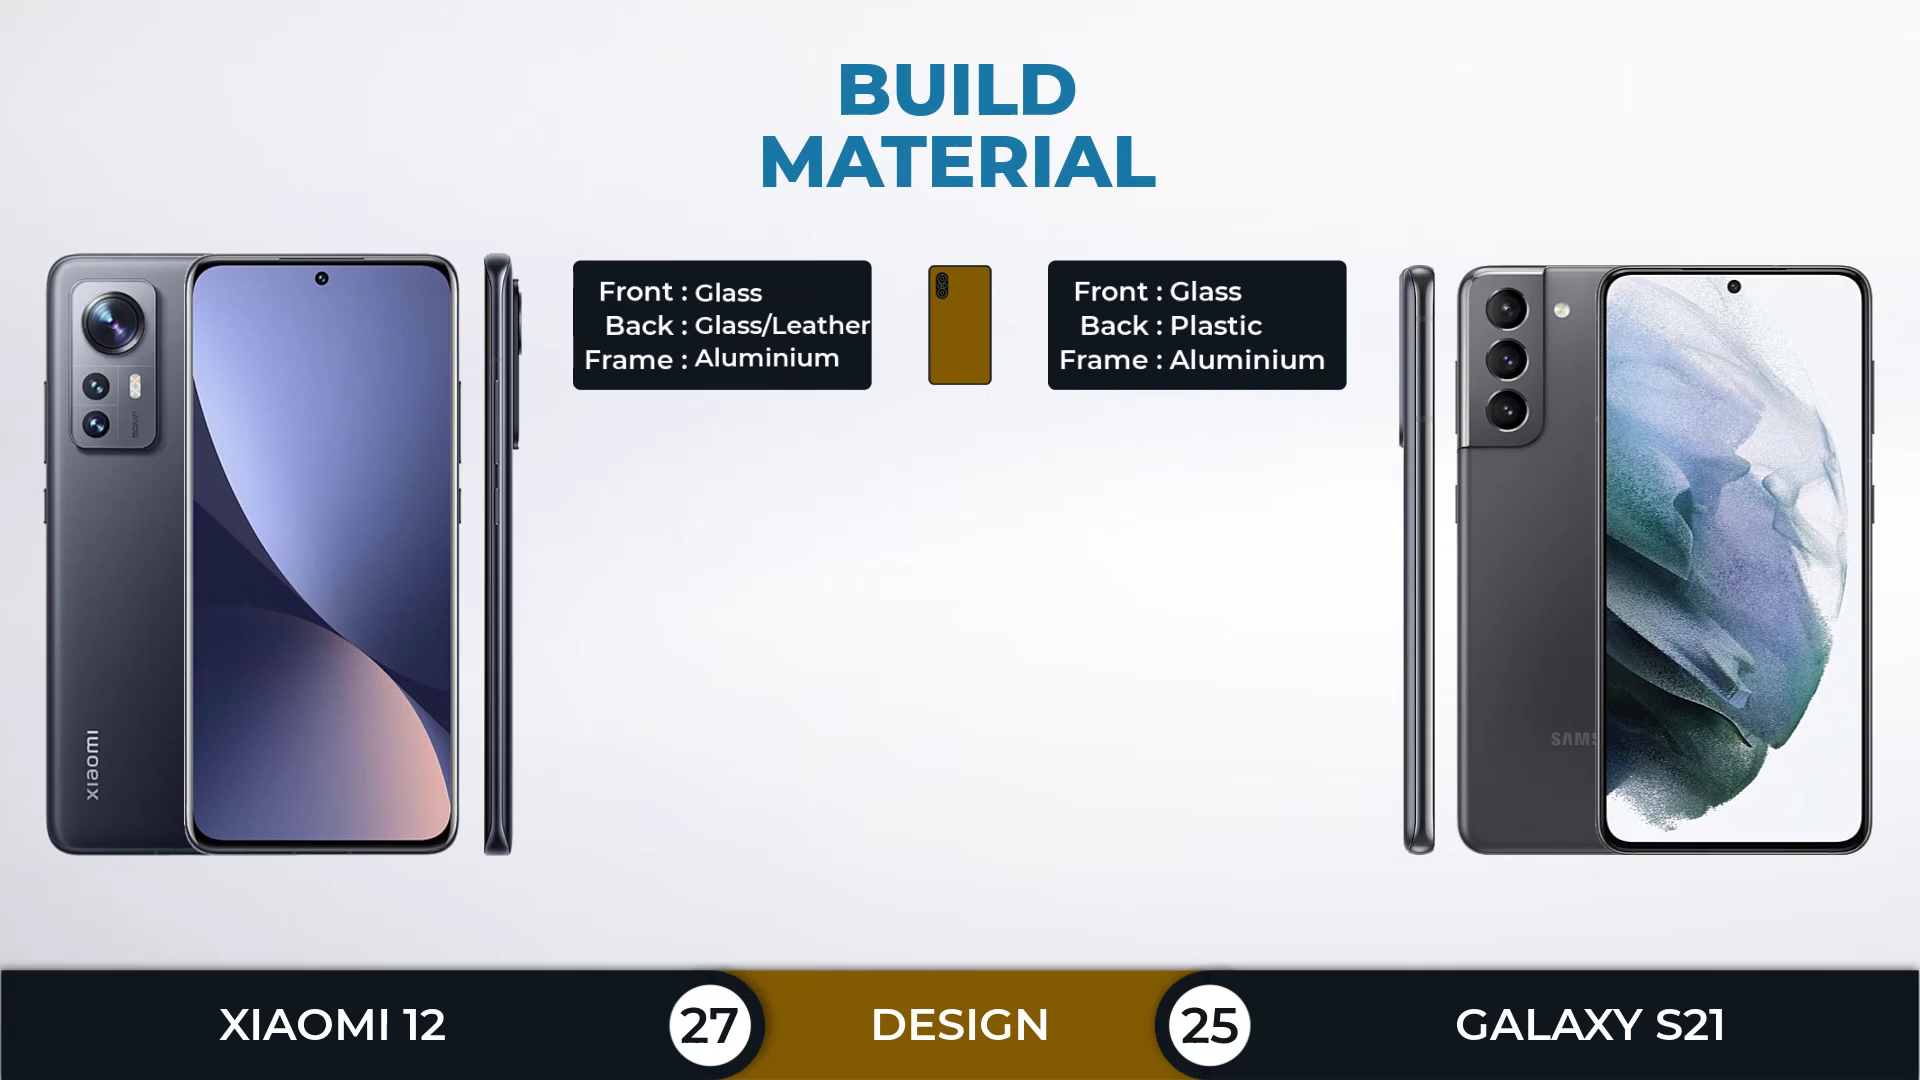 BUILD
MATERIAL
Front : Glass
Back : Glass/Leather
Frame : Aluminium
Front : Glass
Back : Plastic
Frame : Aluminium
50MP
xiaomi
SAMS
XIAOMI 12
27
DESIGN
25
GALAXY S21